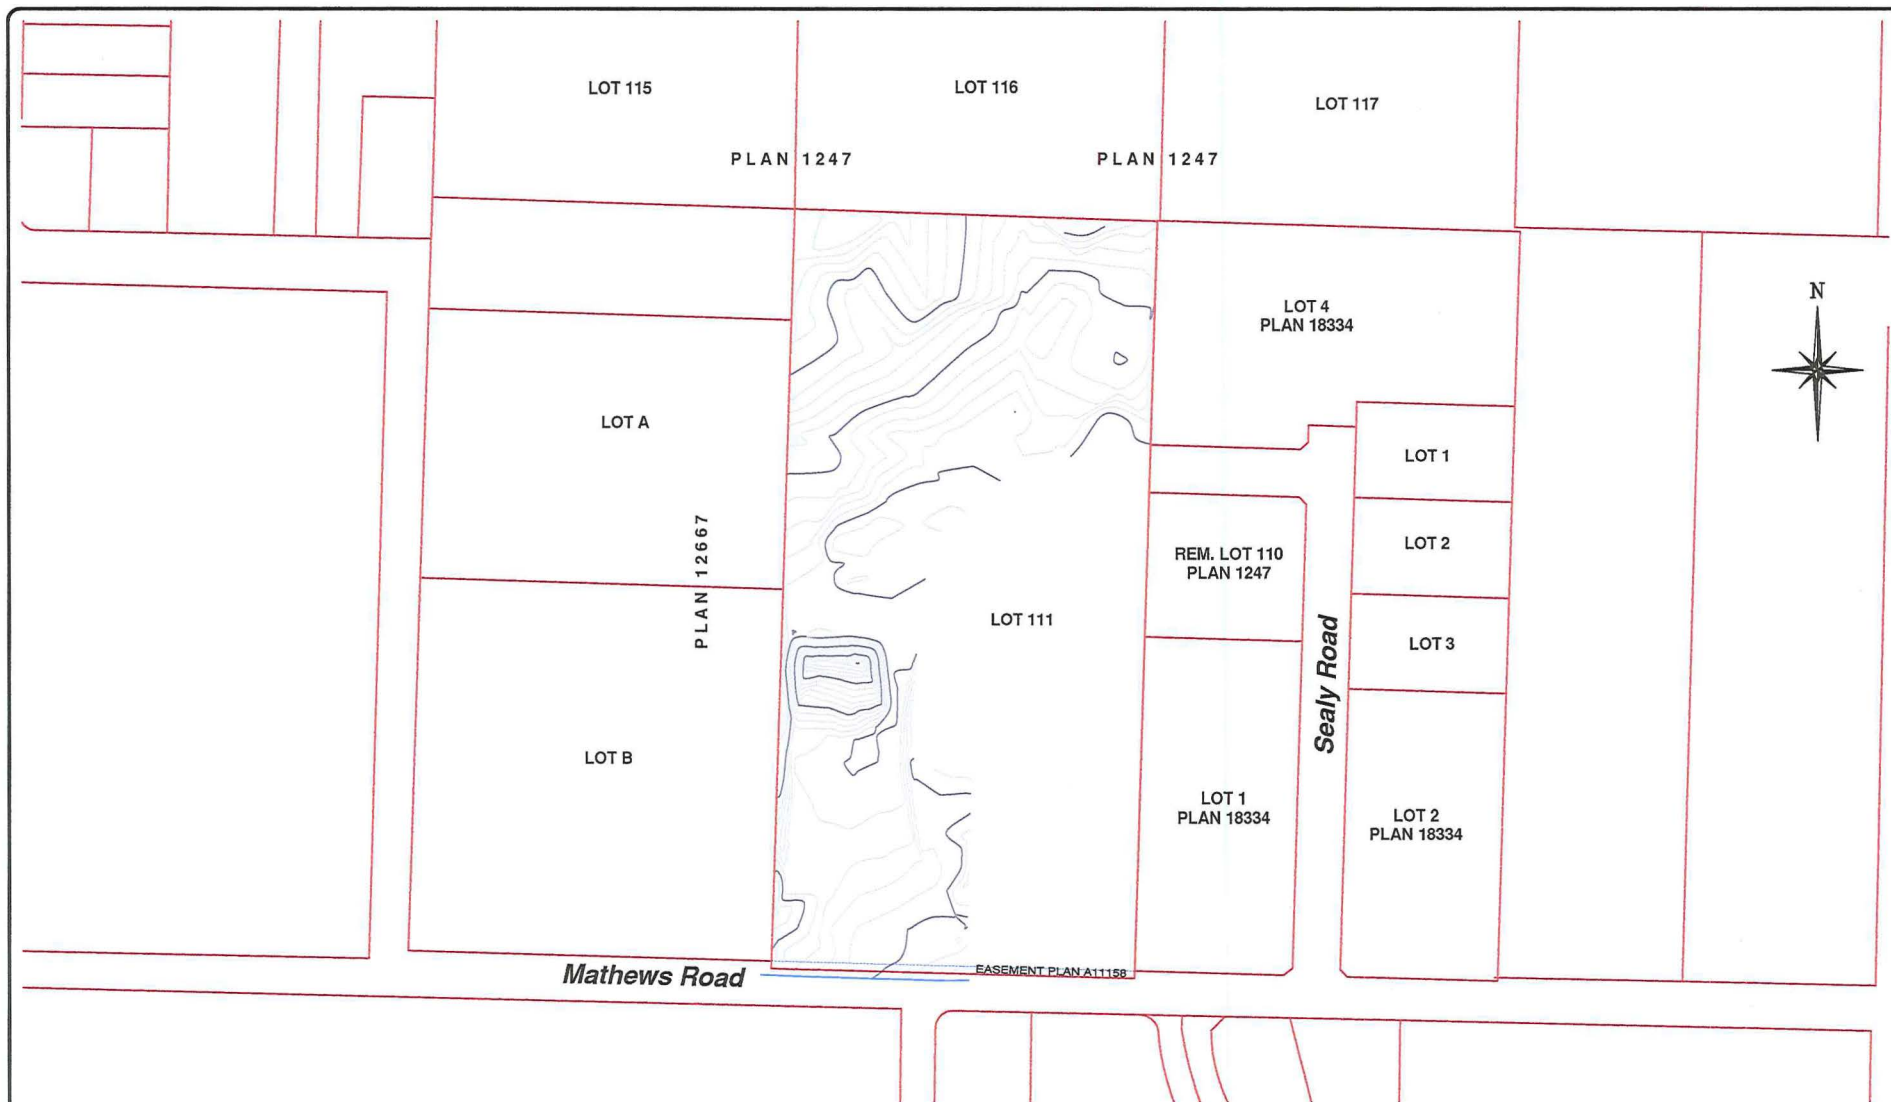 LOT 115
LOT 116
LOT 117
PLAN 1247
PLAN 1247
N
LOT 4
PLAN 18334
LOT A
LOT 1
LOT 2
PLAN 12667
REM. LOT 110
PLAN 1247
LOT 111
LOT 3
Sealy Road
LOT B
LOT 1
PLAN 18334
LOT 2
PLAN 18334
EASEMENT PLAN A11158
Mathews Road